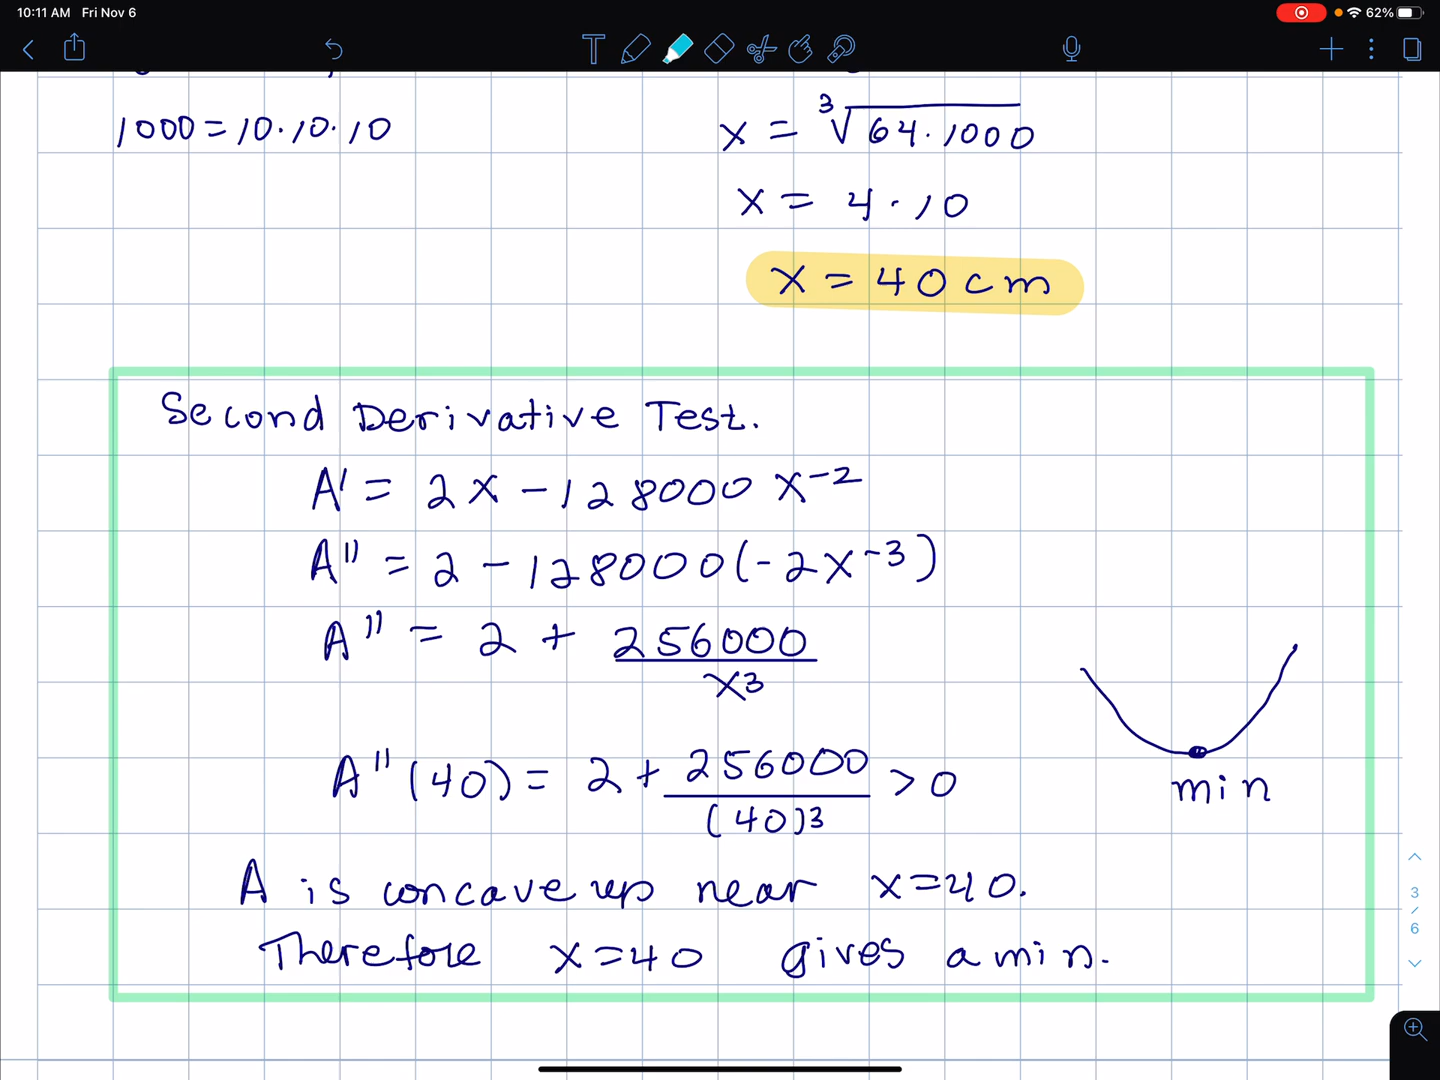 10:11 AM Fri Nov 6
62%
1000 = 10·10·10
x = ∛64·1000
x = 4·10
x = 40 cm
Second Derivative Test.
A' = 2x - 128000 x⁻²
A'' = 2 - 128000(-2x⁻³)
A'' = 2 + 256000/x³
A''(40) = 2 + 256000/(40)³ > 0
min
A is concave up near x=40.
Therefore x=40 gives a min.
3
/
6